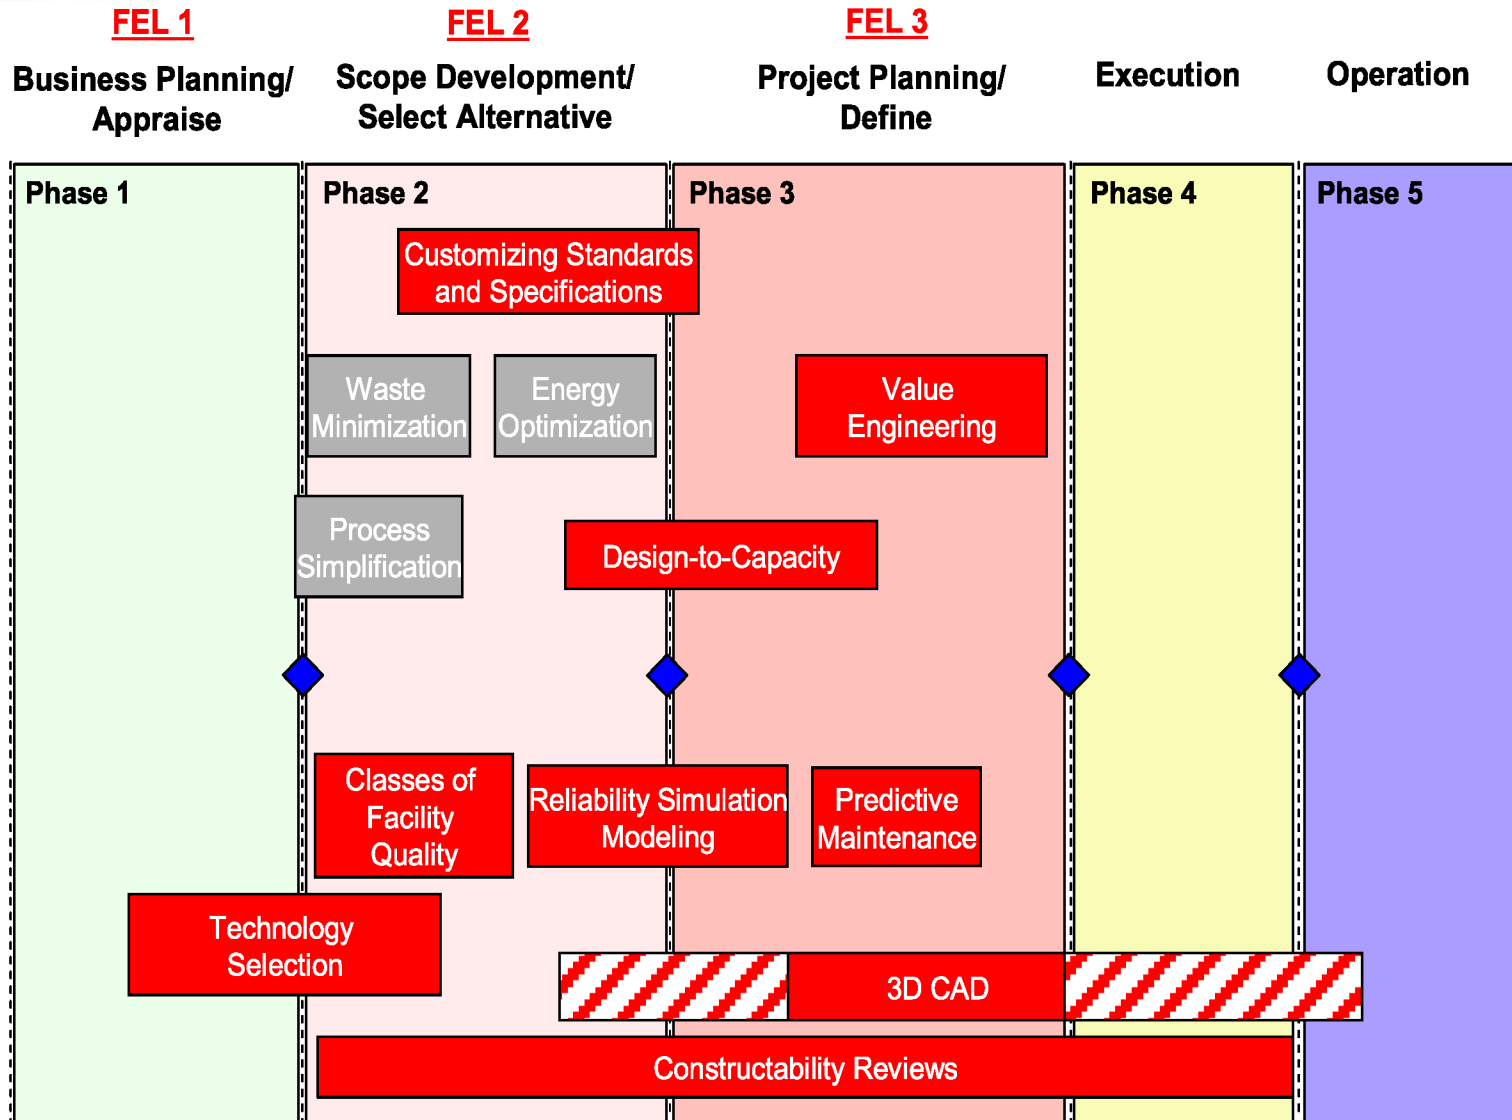 FEL 1
FEL 2
FEL 3
Business Planning/
Appraise
Scope Development/
Select Alternative
Project Planning/
Define
Execution
Operation
Phase 1
Phase 2
Phase 3
Phase 4
Phase 5
Customizing Standards
and Specifications
Waste
Minimization
Energy
Optimization
Value
Engineering
Process
Simplification
Design-to-Capacity
Classes of
Facility
Quality
Reliability Simulation
Modeling
Predictive
Maintenance
Technology
Selection
3D CAD
Constructability Reviews